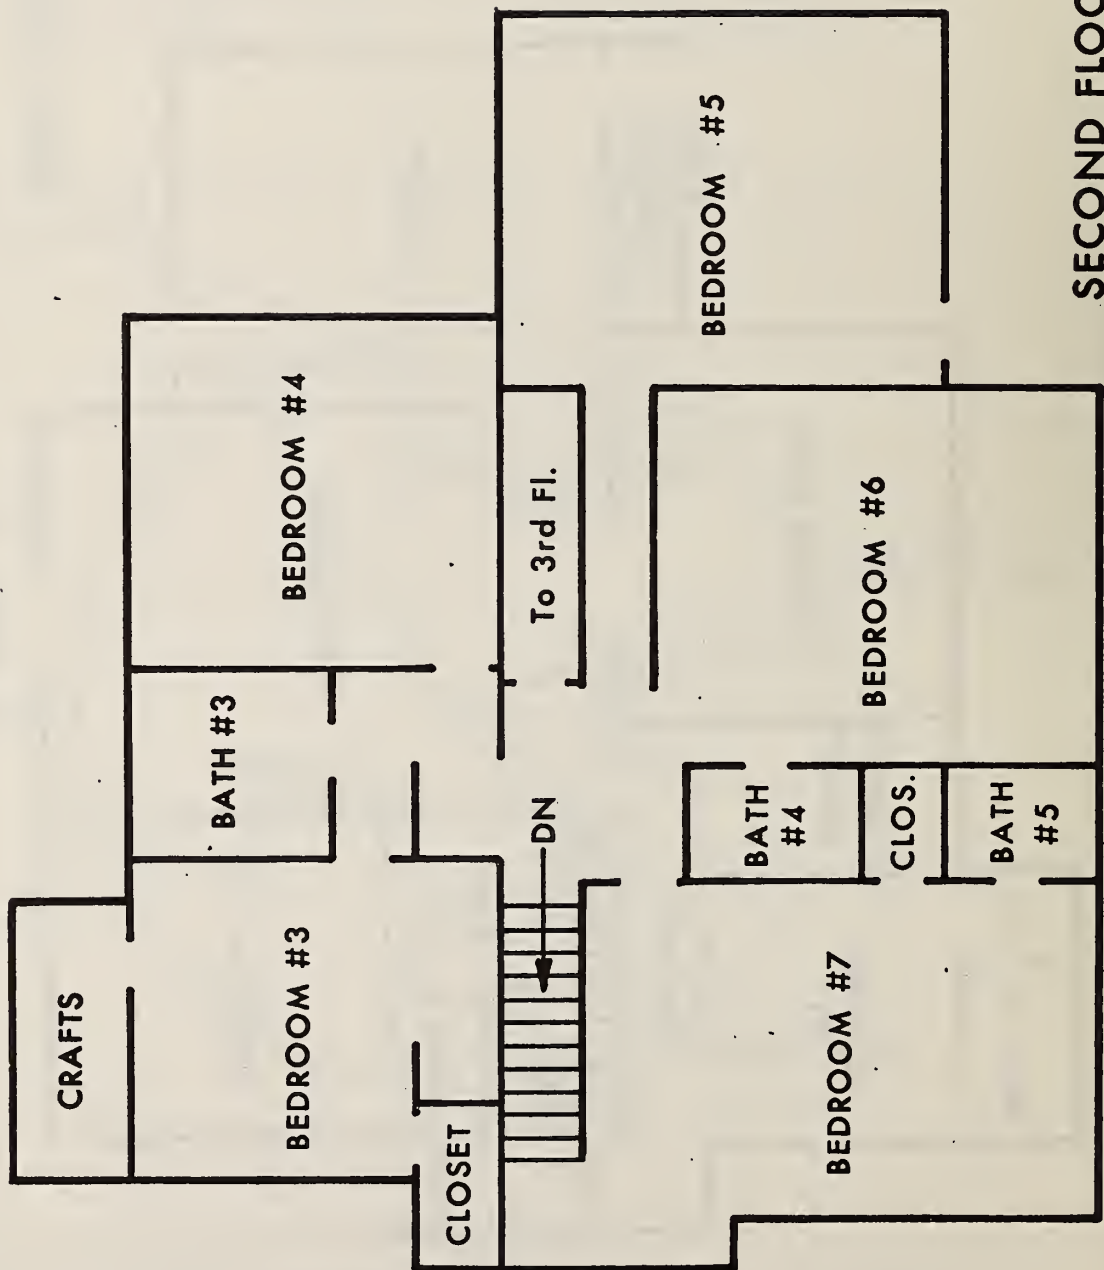 CRAFTS
BATH #3
BEDROOM #4
BEDROOM #3
CLOSET
DN
To 3rd Fl.
BEDROOM #5
BEDROOM #7
BATH
#4
CLOS.
BATH
#5
BEDROOM #6
SECOND FLOO